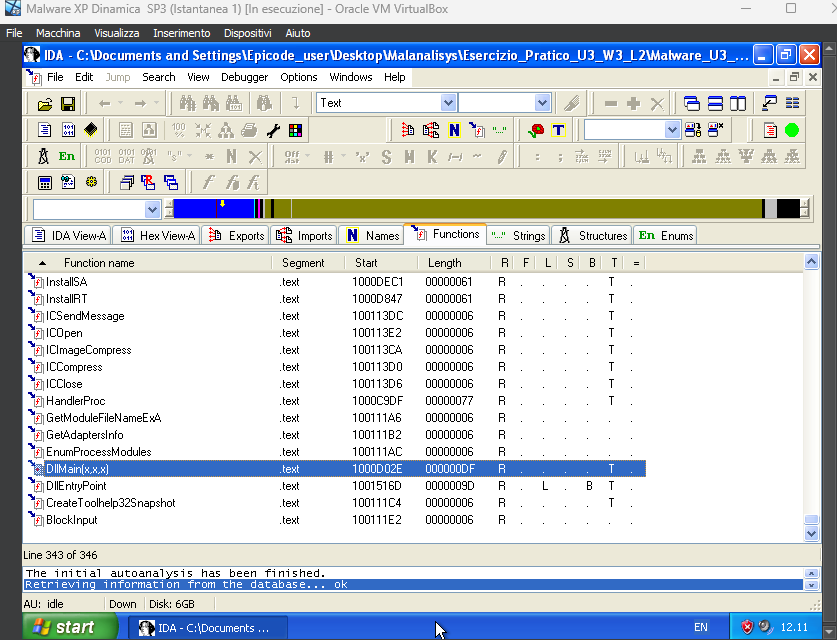 Malware XP Dinamica SP3 (Istantanea 1) [In esecuzione] - Oracle VM VirtualBox
File Macchina Visualizza Inserimento Dispositivi Aiuto
IDA - C:\Documents and Settings\Epicode_user\Desktop\Malanalisys\Esercizio_Pratico_U3_W3_L2\Malware_U3_...
File Edit Jump Search View Debugger Options Windows Help
Text
En
IDA View-A Hex View-A Exports Imports N Names Functions Strings Structures En Enums
Function name Segment Start Length R F L S B T =
InstallSA .text 1000DEC1 00000061 R . . . . T .
InstallRT .text 1000D847 00000061 R . . . . T .
ICSendMessage .text 100113DC 00000006 R . . . . T .
ICOpen .text 100113E2 00000006 R . . . . T .
ICImageCompress .text 100113CA 00000006 R . . . . T .
ICCompress .text 100113D0 00000006 R . . . . T .
ICClose .text 100113D6 00000006 R . . . . T .
HandlerProc .text 1000C9DF 00000077 R . . . . T .
GetModuleFileNameExA .text 100111A6 00000006 R . . . . . .
GetAdaptersInfo .text 100111B2 00000006 R . . . . . .
EnumProcessModules .text 100111AC 00000006 R . . . . . .
DllMain(x,x,x) .text 1000D02E 000000DF R . . . . T .
DllEntryPoint .text 1001516D 0000009D R . L . B T .
CreateToolhelp32Snapshot .text 100111C4 00000006 R . . . . T .
BlockInput .text 100111E2 00000006 R . . . . . .
Line 343 of 346
The initial autoanalysis has been finished.
Retrieving information from the database... ok
AU: idle Down Disk: 6GB
start IDA - C:\Documents ... EN 12.11